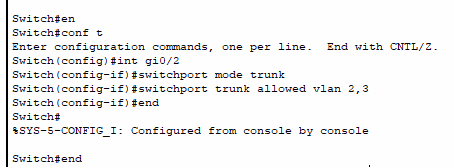 Switch#en
Switch#conf t
Enter configuration commands, one per line.  End with CNTL/Z.
Switch(config)#int gi0/2
Switch(config-if)#switchport mode trunk
Switch(config-if)#switchport trunk allowed vlan 2,3
Switch(config-if)#end
Switch#
%SYS-5-CONFIG_I: Configured from console by console
Switch#end